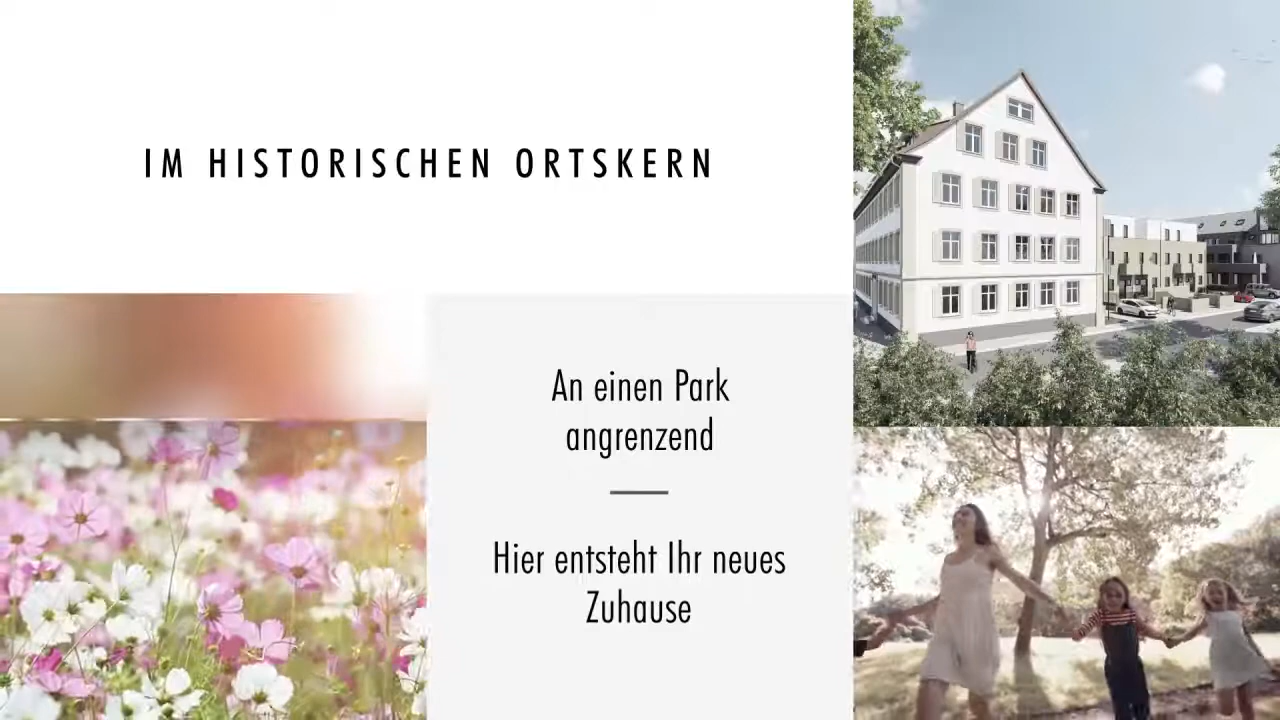 IM HISTORISCHEN ORTSKERN
An einen Park
angrenzend
Hier entsteht Ihr neues
Zuhause